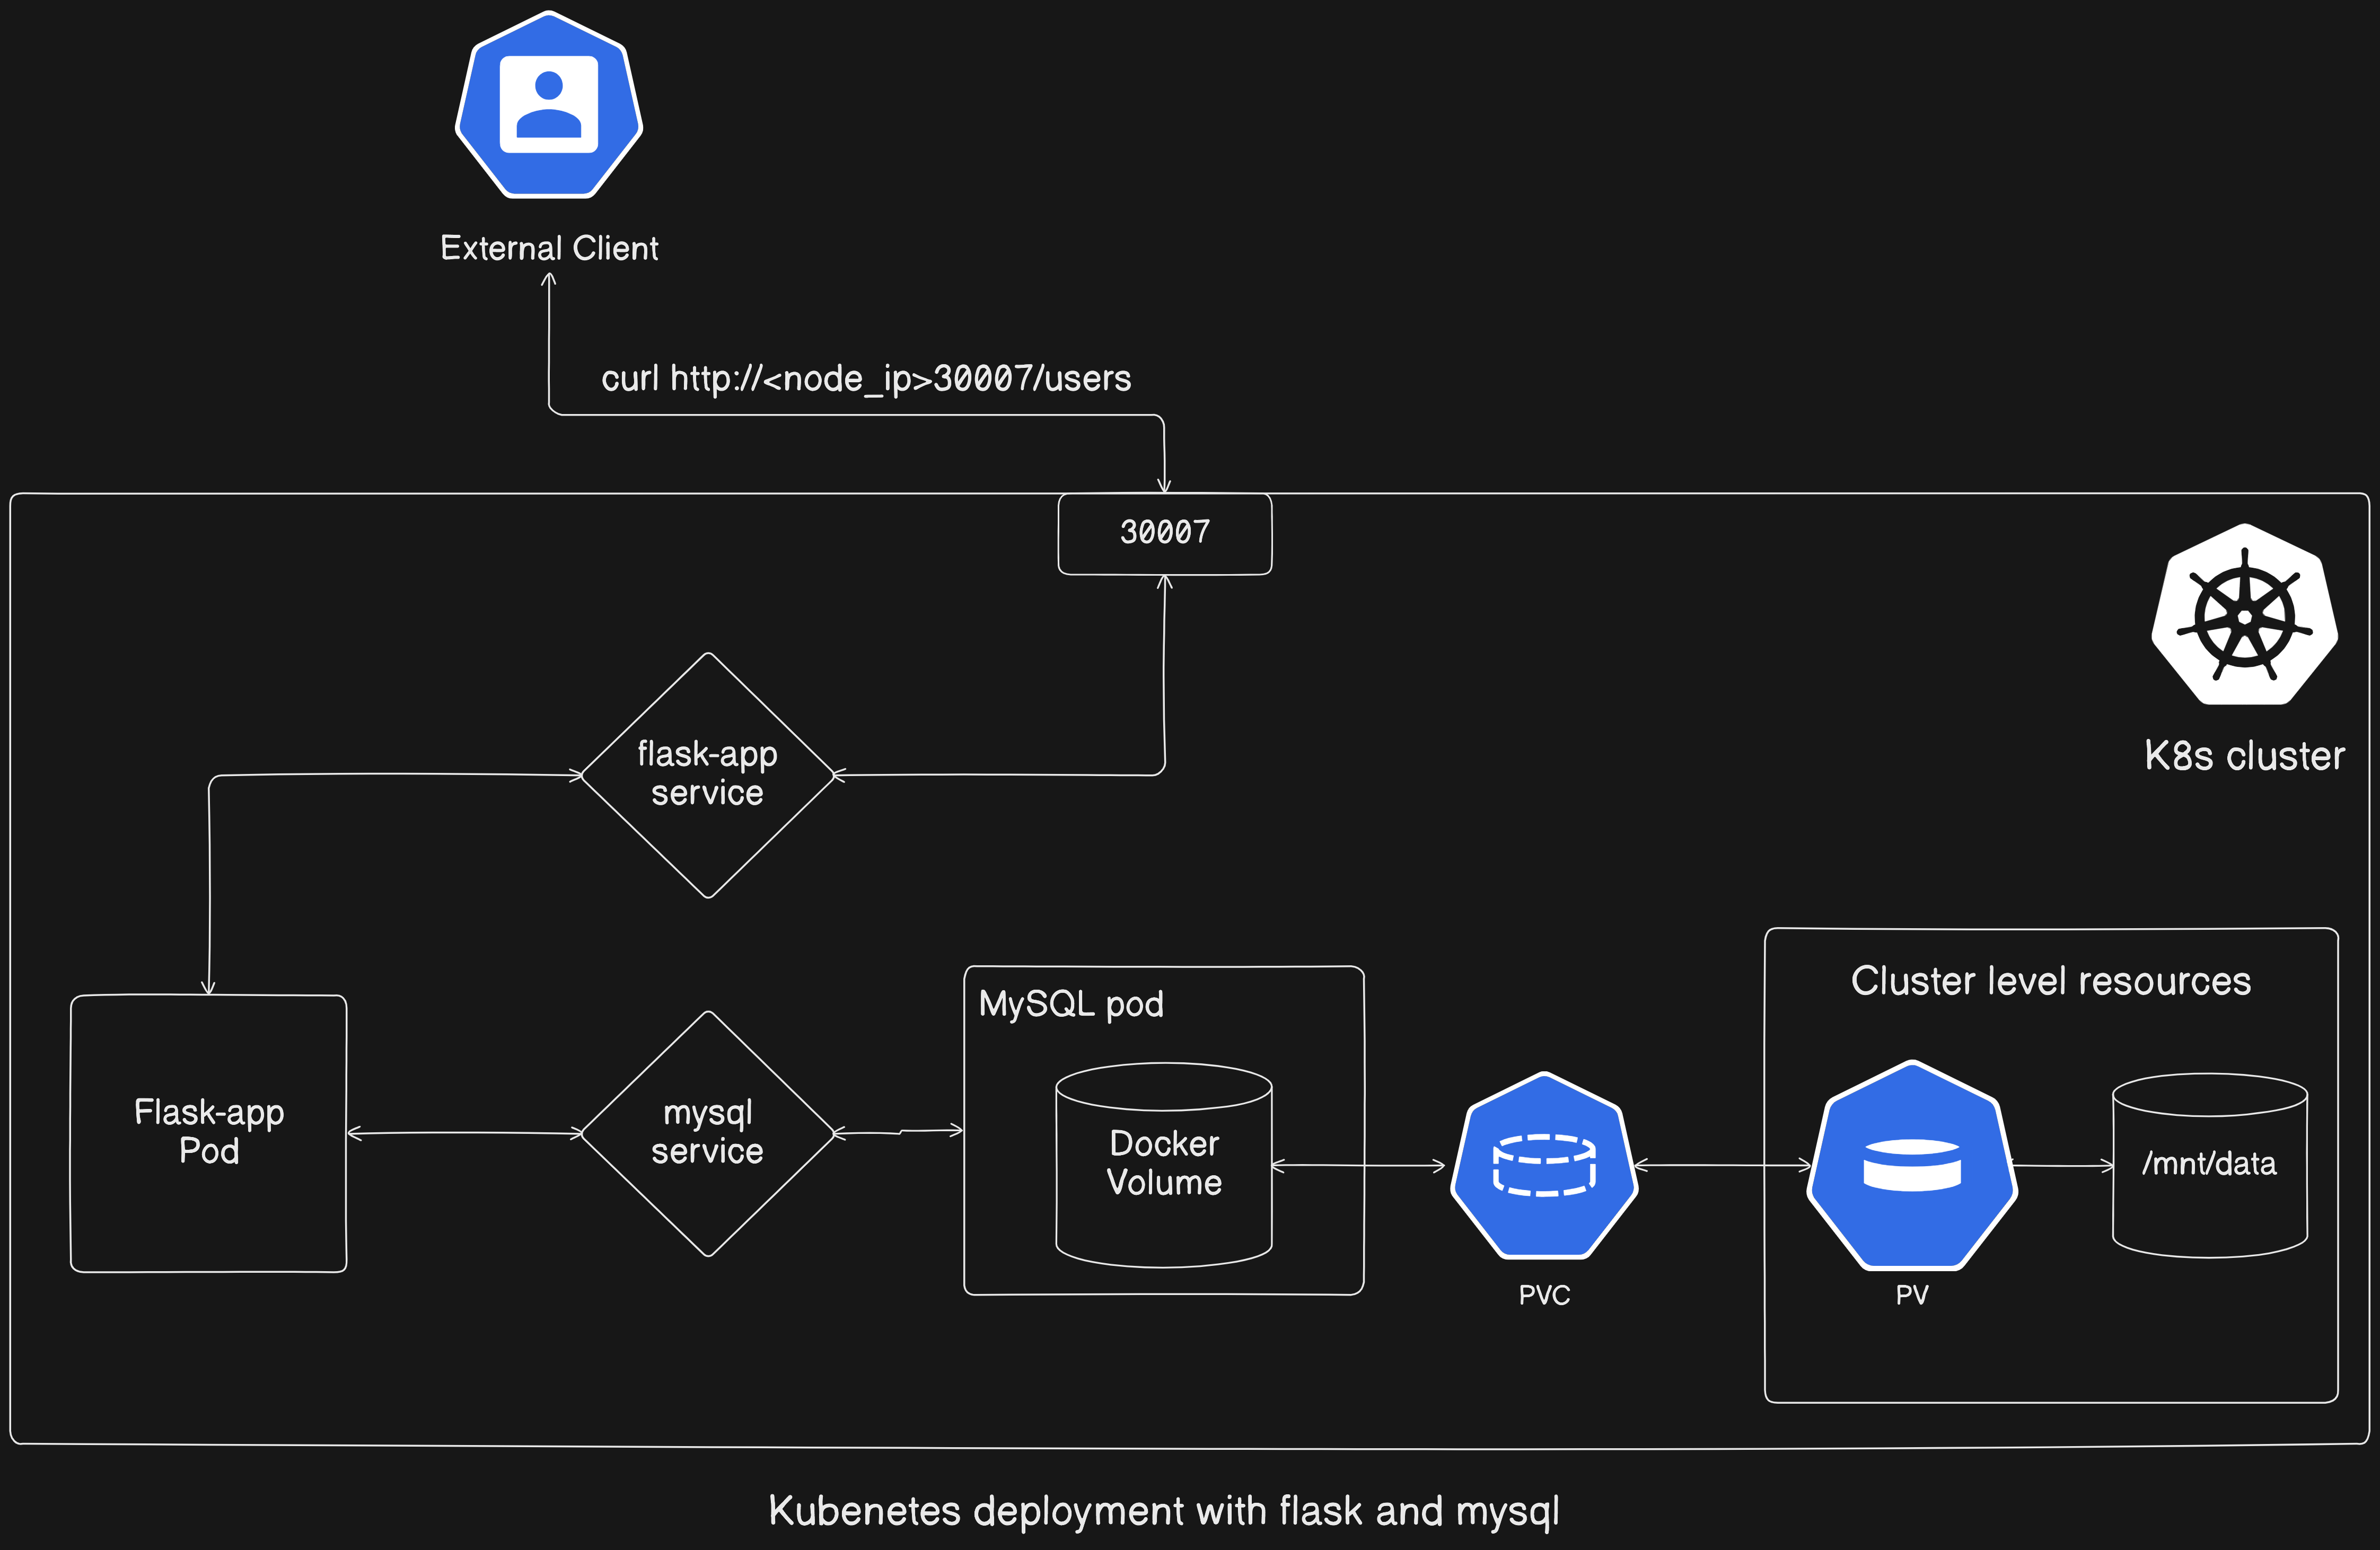 External Client
curl http://<node_ip>30007/users
30007
K8s cluster
flask-app
service
Cluster level resources
MySQL pod
Flask-app
Pod
mysql
service
Docker
Volume
/mnt/data
PVC
PV
Kubenetes deployment with flask and mysql